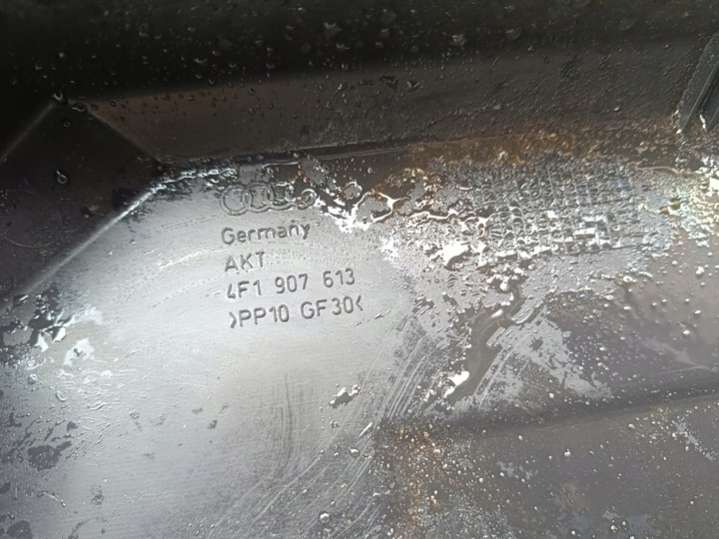 Germany
AKT
4F1 907 613
>PP10 GF30<